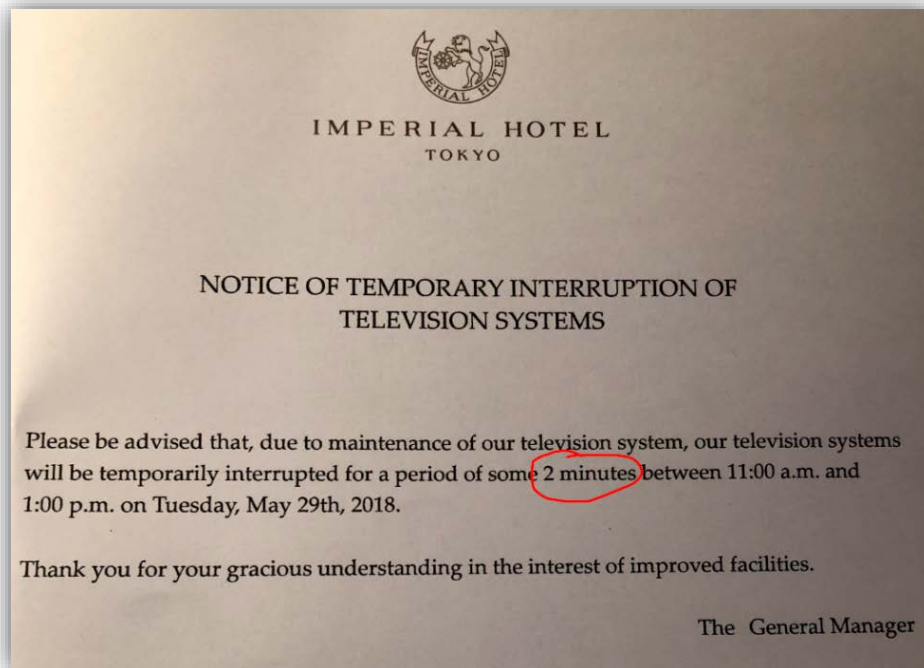 IMPERIAL HOTEL
IMPERIAL HOTEL
TOKYO
NOTICE OF TEMPORARY INTERRUPTION OF
TELEVISION SYSTEMS
Please be advised that, due to maintenance of our television system, our television systems
will be temporarily interrupted for a period of some 2 minutes between 11:00 a.m. and
1:00 p.m. on Tuesday, May 29th, 2018.
Thank you for your gracious understanding in the interest of improved facilities.
The General Manager